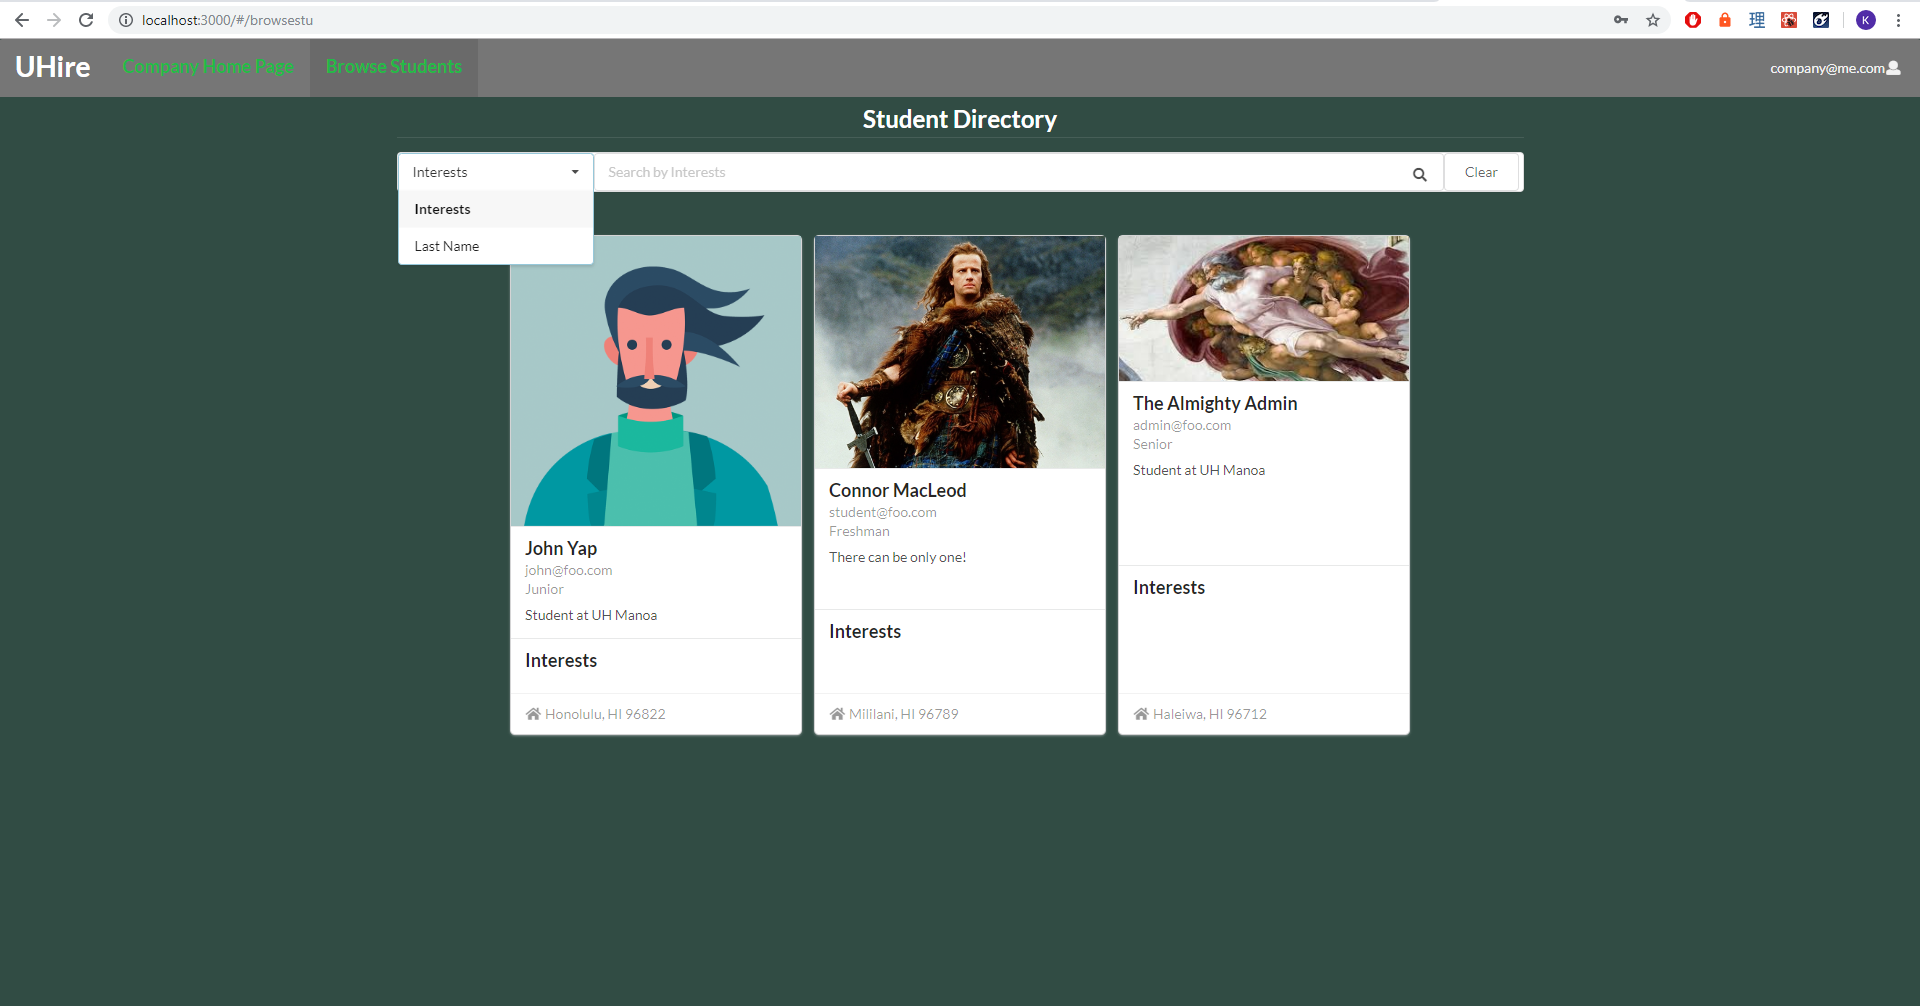 localhost:3000/#/browsestu
K
理
UHire
Company Home Page
Browse Students
company@me.com
Student Directory
Interests
Search by Interests
Clear
Interests
Last Name
John Yap
john@foo.com
Junior
Student at UH Manoa
Interests
Honolulu, HI 96822
Connor MacLeod
student@foo.com
Freshman
There can be only one!
Interests
Mililani, HI 96789
The Almighty Admin
admin@foo.com
Senior
Student at UH Manoa
Interests
Haleiwa, HI 96712